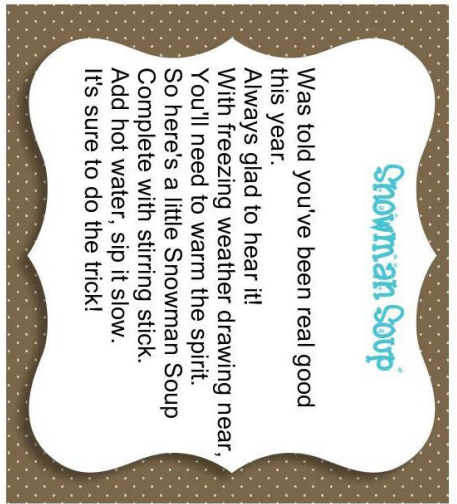 Snowman Soup
Was told you've been real good
this year.
Always glad to hear it!
With freezing weather drawing near,
You'll need to warm the spirit.
So here's a little Snowman Soup
Complete with stirring stick.
Add hot water, sip it slow.
It's sure to do the trick!